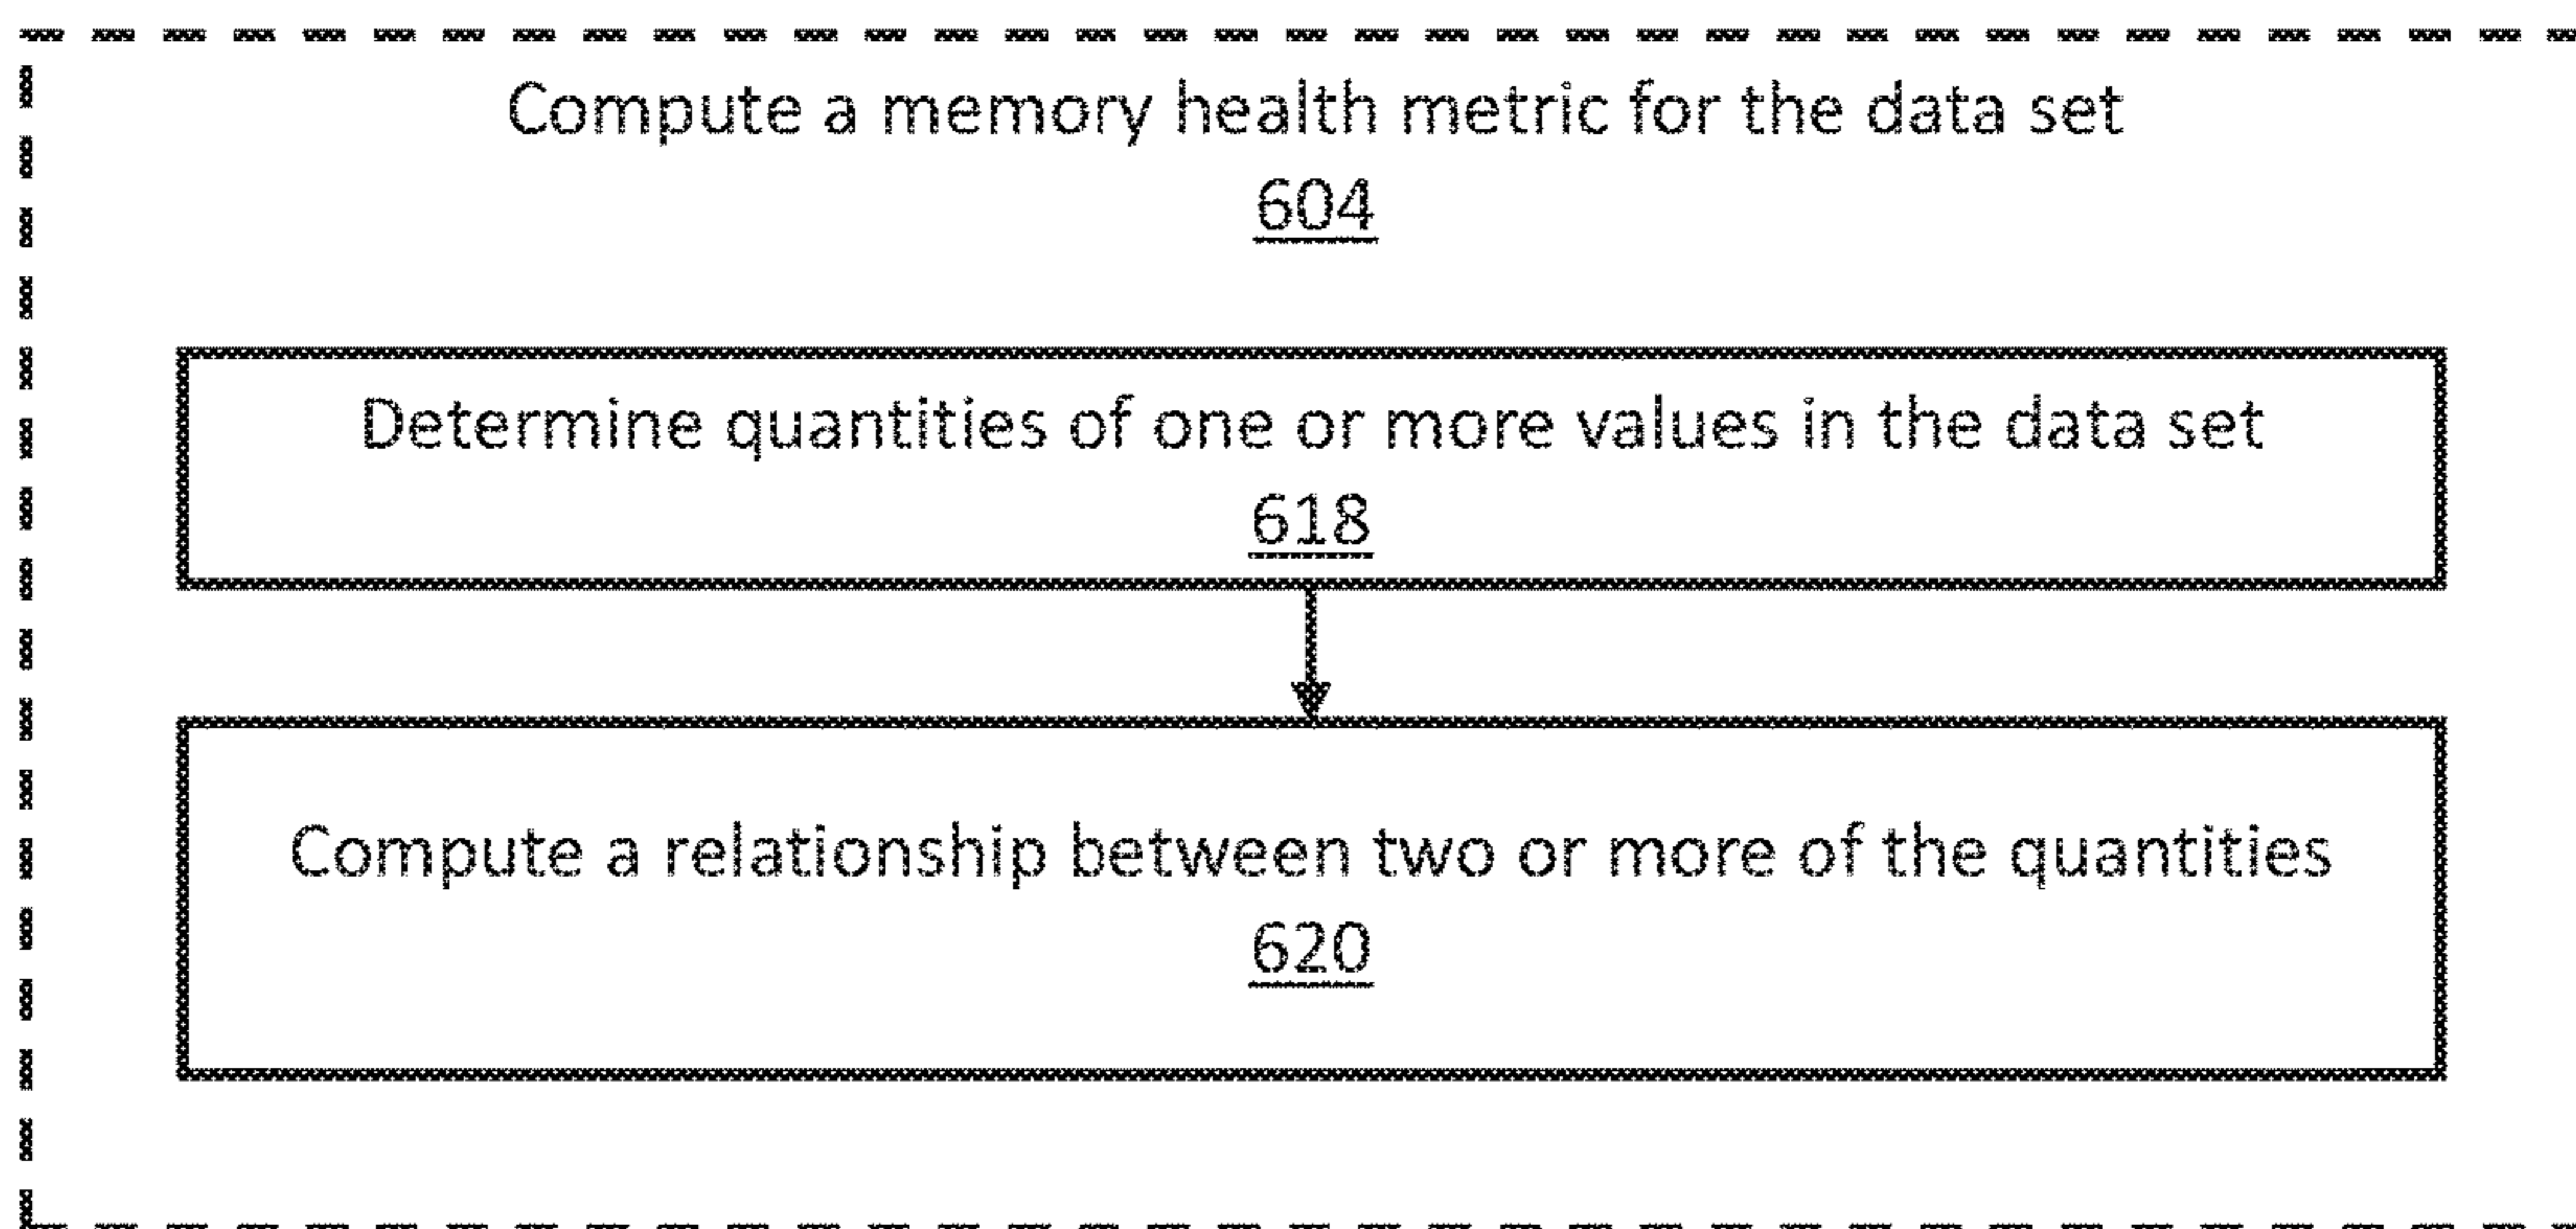 Compute a memory health metric for the data set
604
Determine quantities of one or more values in the data set
618
Compute a relationship between two or more of the quantities
620